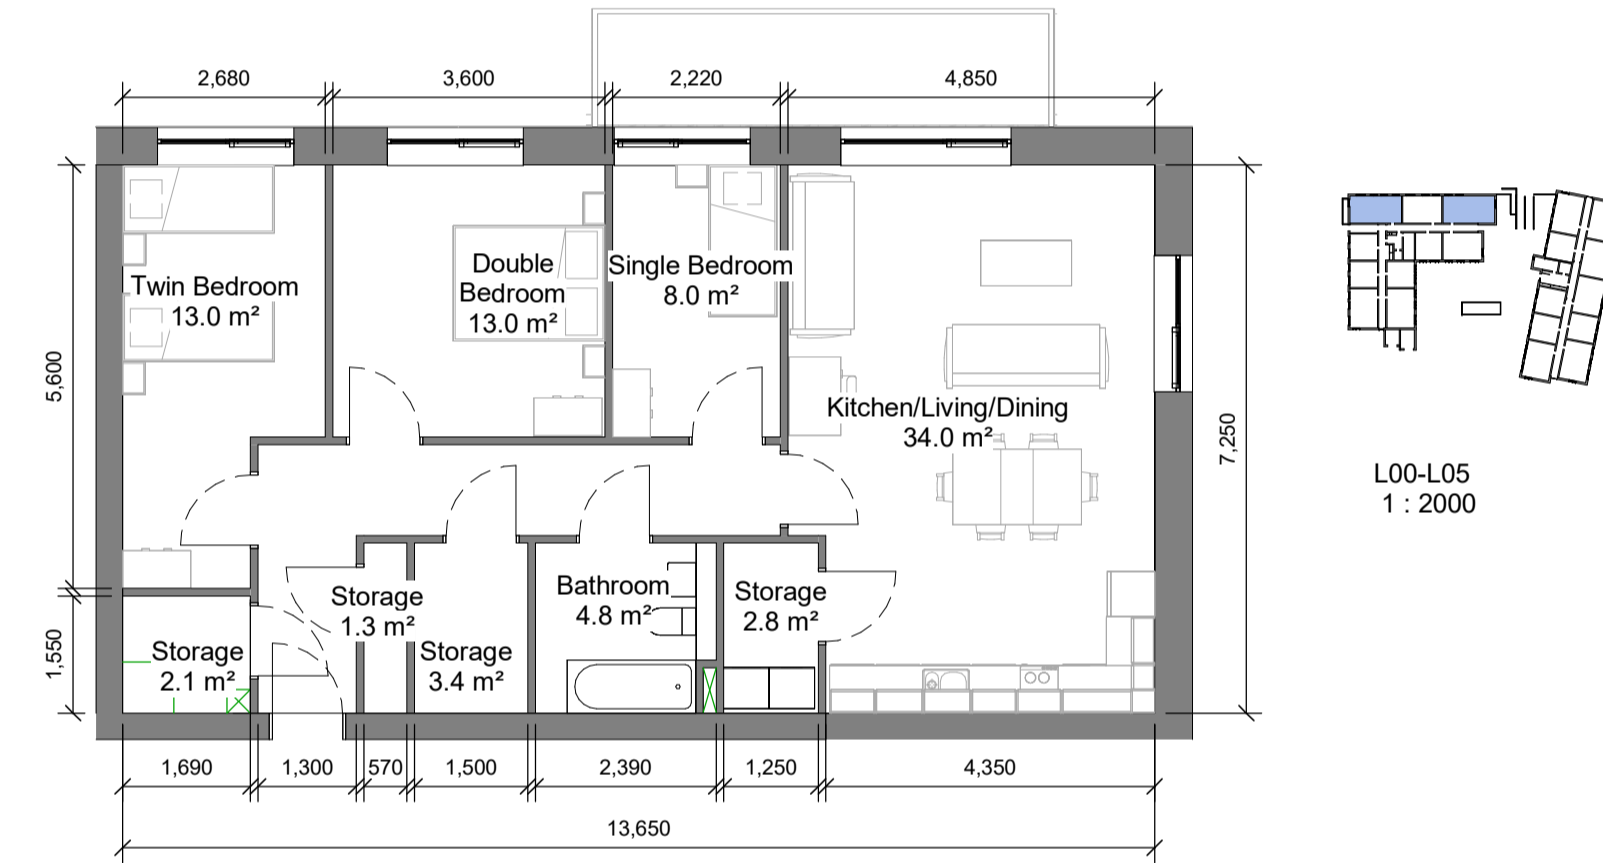 2,680
3,600
2,220
4,850
Twin Bedroom
13.0 m²
Double
Bedroom
13.0 m²
Single Bedroom
8.0 m²
Kitchen/Living/Dining
34.0 m²
5,600
7,250
1,550
Storage
2.1 m²
Storage
1.3 m²
Storage
3.4 m²
Bathroom
4.8 m²
Storage
2.8 m²
1,690
1,300
570
1,500
2,390
1,250
4,350
13,650
L00-L05
1 : 2000